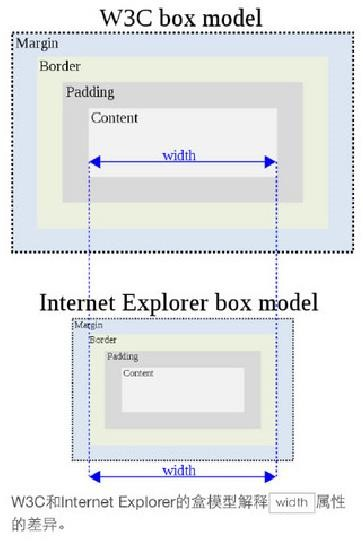 W3C box model
Margin
Border
Padding
Content
width
Internet Explorer box model
Margin
Border
Padding
Content
width
W3C和Internet Explorer的盒模型解释 width 属性
的差异。